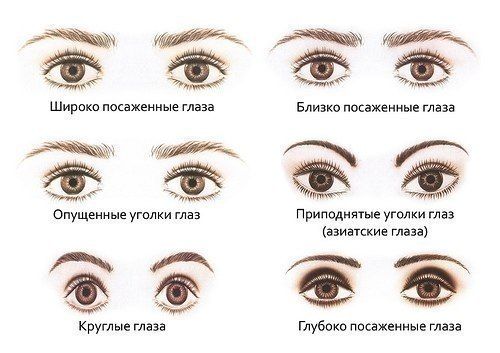 Широко посаженные глаза
Близко посаженные глаза
Опущенные уголки глаз
Приподнятые уголки глаз
(азиатские глаза)
Круглые глаза
Глубоко посаженные глаза